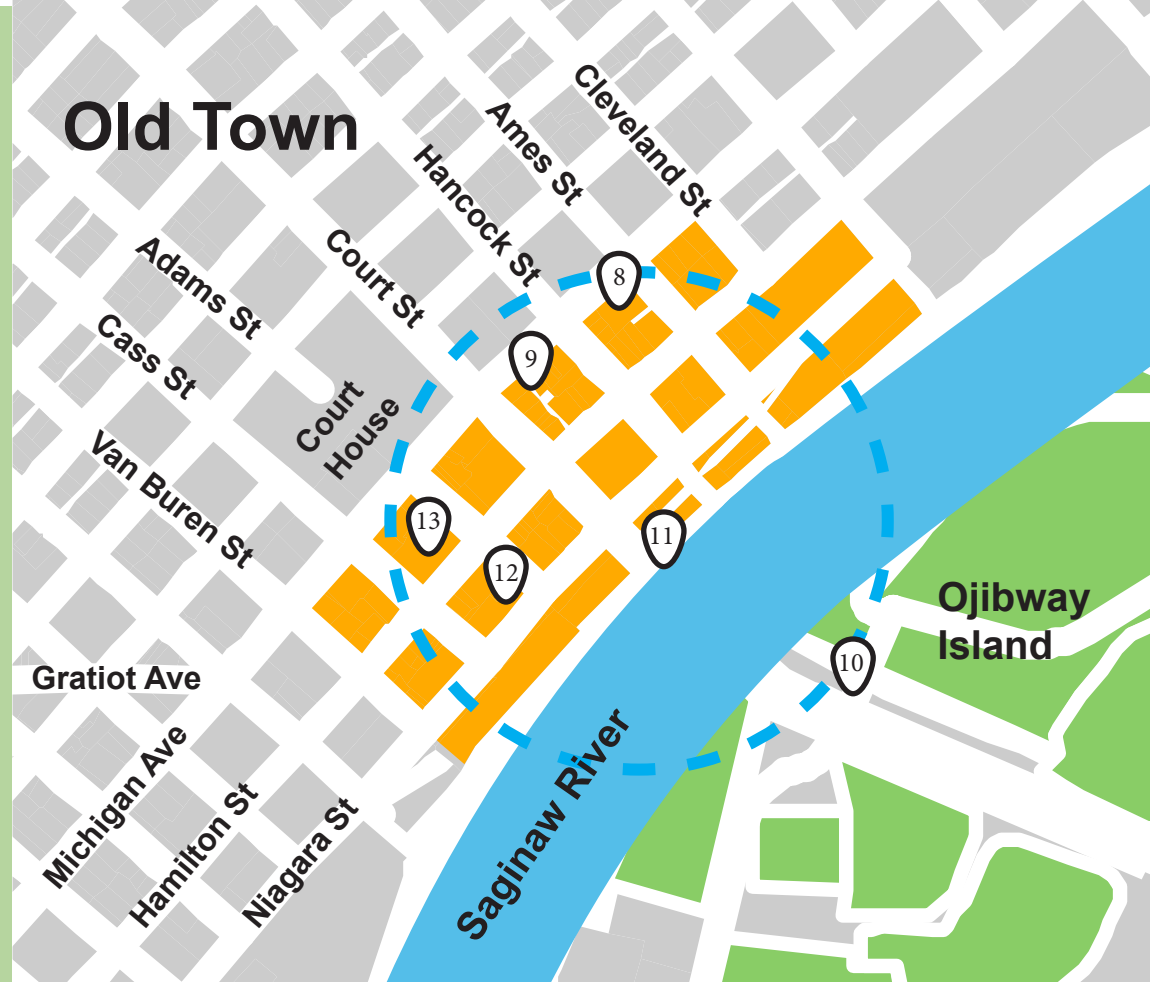 Old Town
Cleveland St
Ames St
Hancock St
Court St
Adams St
Cass St
Van Buren St
Court
House
8
9
13
12
11
10
Ojibway
Island
Gratiot Ave
Michigan Ave
Hamilton St
Niagara St
Saginaw River